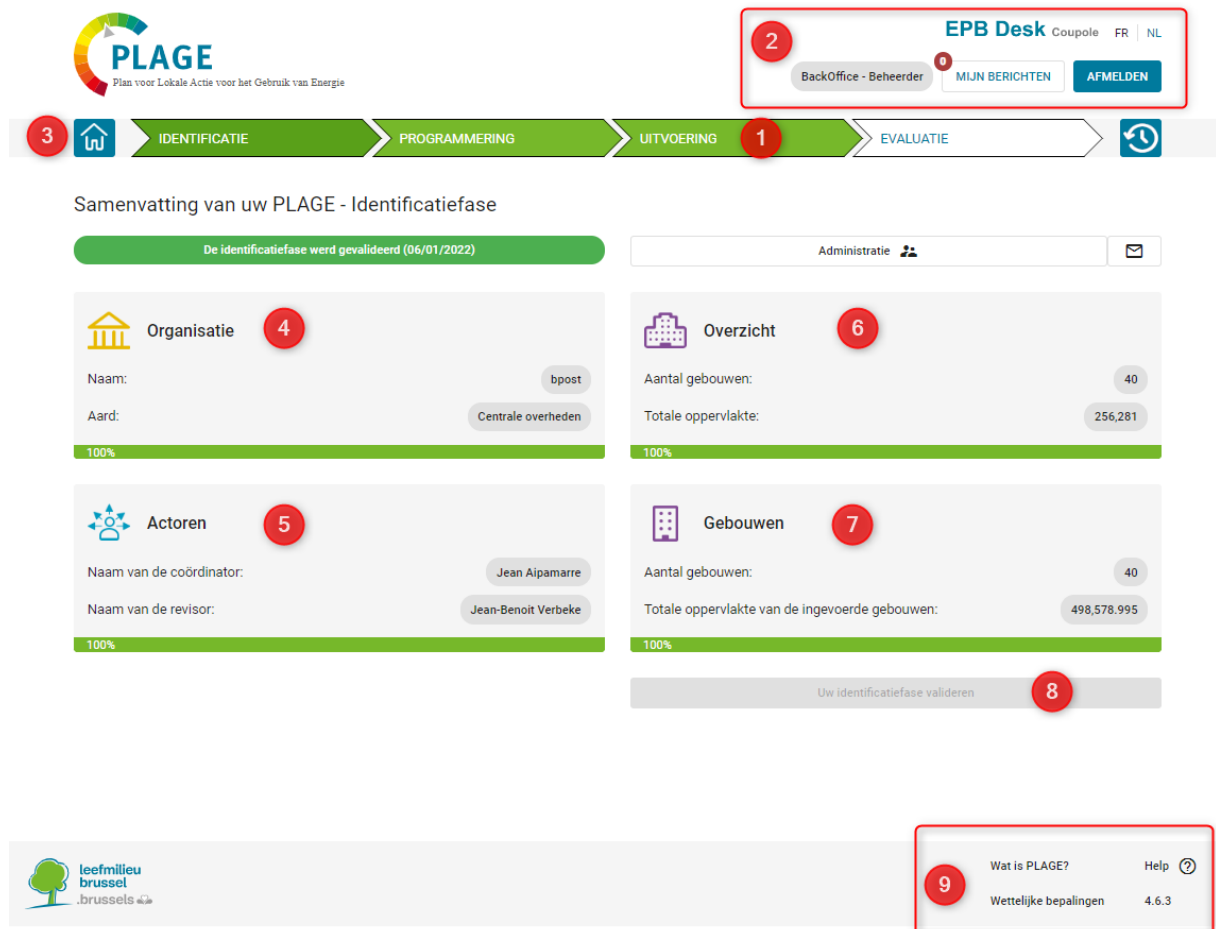 PLAGE
Plan voor Lokale Actie voor het Gebruik van Energie
2
EPB Desk Coupole FR NL
BackOffice - Beheerder 0 MIJN BERICHTEN AFMELDEN
3 IDENTIFICATIE PROGRAMMERING UITVOERING 1 EVALUATIE
Samenvatting van uw PLAGE - Identificatiefase
De identificatiefase werd gevalideerd (06/01/2022) Administratie
Organisatie 4
Naam: bpost
Aard: Centrale overheden
100%
Overzicht 6
Aantal gebouwen: 40
Totale oppervlakte: 256,281
100%
Actoren 5
Naam van de coördinator: Jean Aipamarre
Naam van de revisor: Jean-Benoit Verbeke
100%
Gebouwen 7
Aantal gebouwen: 40
Totale oppervlakte van de ingevoerde gebouwen: 498,578.995
100%
Uw identificatiefase valideren 8
leefmilieu
brussel
.brussels
9
Wat is PLAGE? Help ?
Wettelijke bepalingen 4.6.3